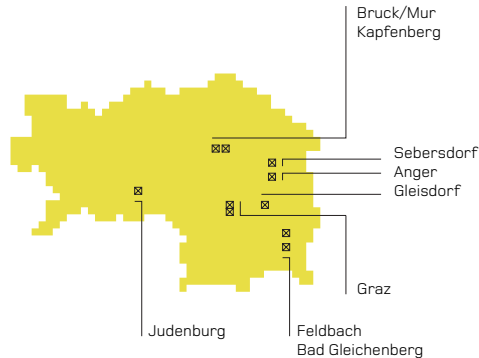 Bruck/Mur
Kapfenberg
Sebersdorf
Anger
Gleisdorf
Graz
Judenburg
Feldbach
Bad Gleichenberg